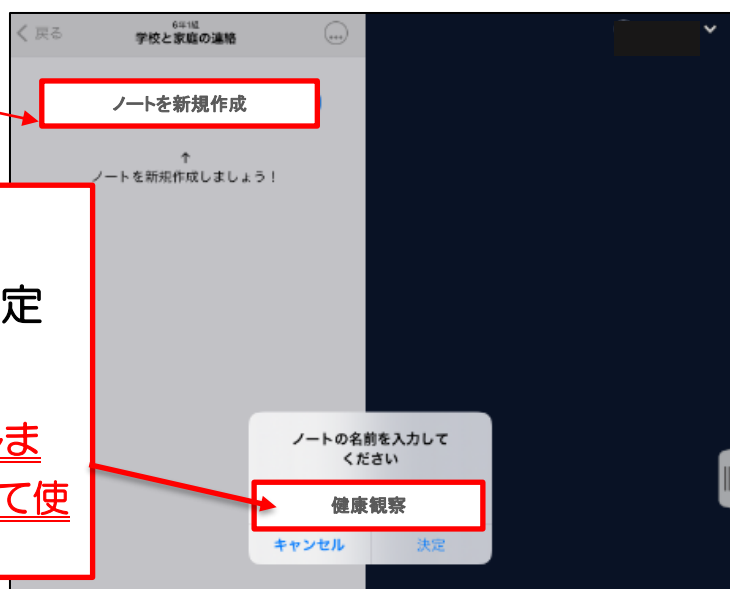 戻る
6年1組
学校と家庭の連絡
ノートを新規作成
↑
ノートを新規作成しましょう！
定
ま
て使
ノートの名前を入力して
ください
健康観察
キャンセル
決定